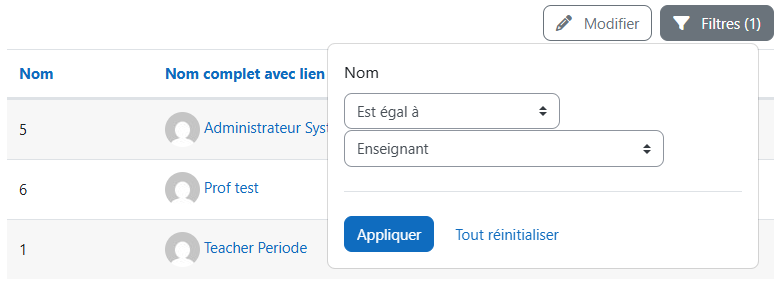 Modifier
Filtres (1)
Nom
Nom complet avec lien
Nom
Est égal à
Enseignant
5
Administrateur Syst
6
Prof test
1
Teacher Periode
Appliquer
Tout réinitialiser